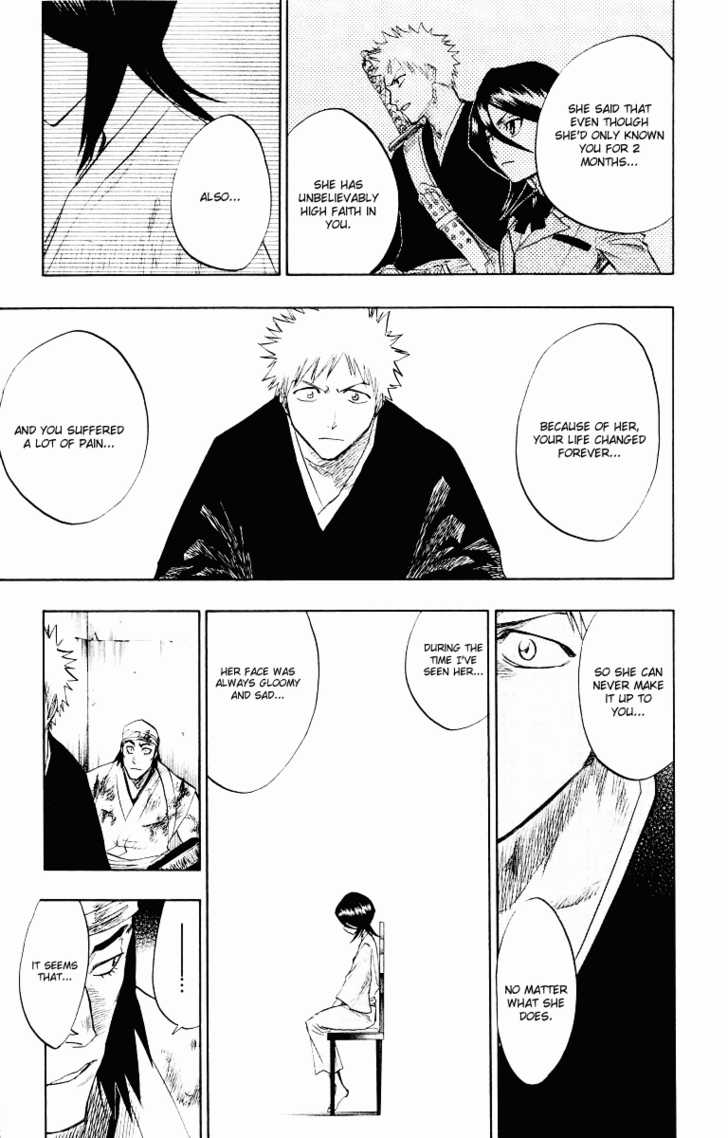 SHE SAID THAT
EVEN THOUGH
SHE'D ONLY KNOWN
YOU FOR 2
MONTHS...
SHE HAS
UNBELIEVABLY
HIGH FAITH IN
YOU.
ALSO...
BECAUSE OF HER,
YOUR LIFE CHANGED
FOREVER...
AND YOU SUFFERED
A LOT OF PAIN...
SO SHE CAN
NEVER MAKE
IT UP TO
YOU...
NO MATTER
WHAT SHE
DOES.
DURING THE
TIME I'VE
SEEN HER...
HER FACE WAS
ALWAYS GLOOMY
AND SAD...
......
IT SEEMS
THAT...